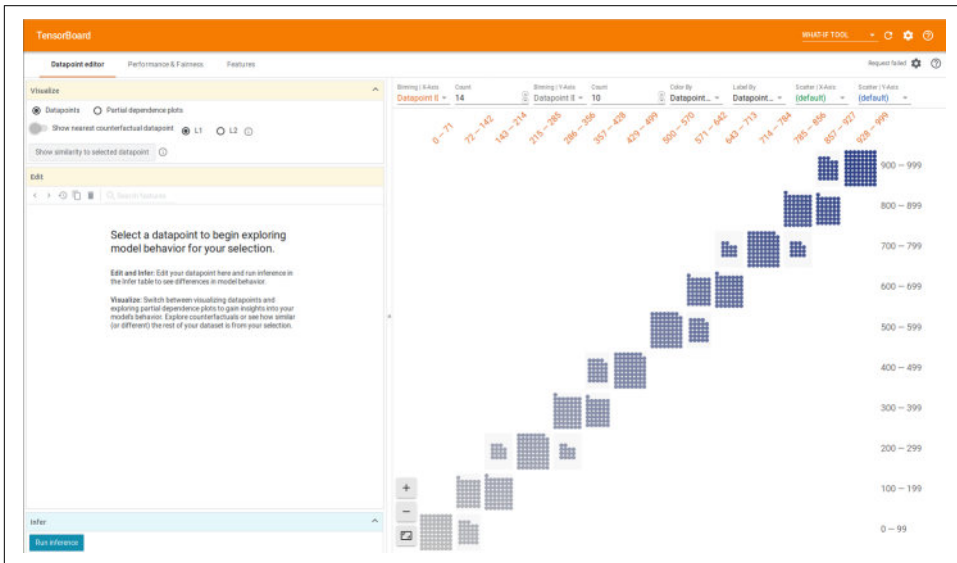 TensorBoard
WHAT-IF TOOL
Datapoint editor Performance & Fairness Features
Request failed
Visualize
Datapoints Partial dependence plots
Show nearest counterfactual datapoint L1 L2
Show similarity to selected datapoint
Edit
Search features
Select a datapoint to begin exploring
model behavior for your selection.
Edit and Infer: Edit your datapoint here and run inference in
the Infer table to see differences in model behavior.
Visualize: Switch between visualizing datapoints and
exploring partial dependence plots to gain insights into your
model's behavior. Explore counterfactuals or see how similar
(or different) the rest of your dataset is from your selection.
Infer
Run inference
Binning | X-Axis Count Binning | Y-Axis Count Color By Label By Scatter | X-Axis Scatter | Y-Axis
Datapoint II 14 Datapoint II 10 Datapoint... Datapoint... (default) (default)
0 – 71
72 – 142
143 – 214
215 – 285
286 – 356
357 – 428
429 – 499
500 – 570
571 – 642
643 – 713
714 – 784
785 – 856
857 – 927
928 – 999
900 – 999
800 – 899
700 – 799
600 – 699
500 – 599
400 – 499
300 – 399
200 – 299
100 – 199
0 – 99